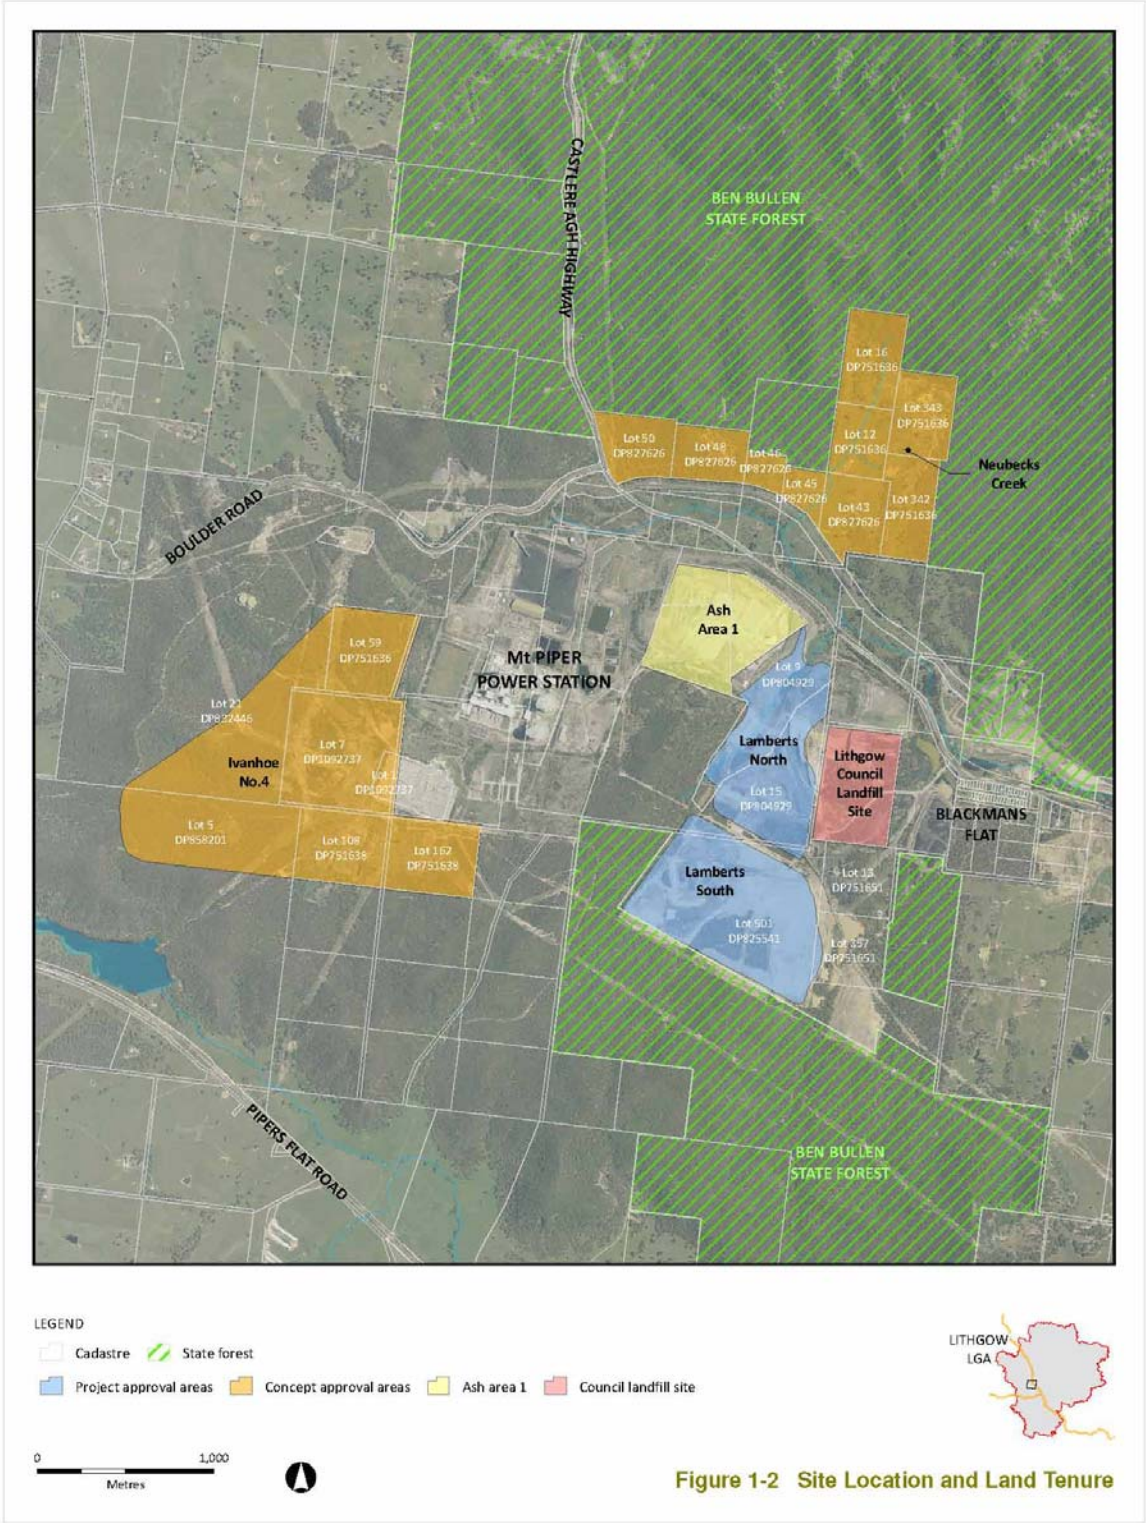 CASTLEREAGH HIGHWAY
BEN BULLEN
STATE FOREST
Lot 16
DP751636
Lot 343
DP751636
Lot 50
DP827626
Lot 48
DP827626
Lot 46
DP827626
Lot 12
DP751636
Neubecks
Creek
Lot 45
DP827626
Lot 43
DP827626
Lot 342
DP751636
BOULDER ROAD
Ash
Area 1
Lot 59
DP751636
Mt PIPER
POWER STATION
Lot 9
DP804929
Lot 21
DP832446
Lamberts
North
Lithgow
Council
Landfill
Site
Ivanhoe
No.4
Lot 7
DP1092737
Lot 1
DP1092737
Lot 15
DP804929
BLACKMANS
FLAT
Lot 5
DP858201
Lot 108
DP751638
Lot 162
DP751638
Lamberts
South
Lot 13
DP751651
Lot 501
DP825541
Lot 357
DP751651
PIPERS FLAT ROAD
BEN BULLEN
STATE FOREST
LEGEND
Cadastre
State forest
Project approval areas
Concept approval areas
Ash area 1
Council landfill site
LITHGOW
LGA
0
1,000
Metres
Figure 1-2 Site Location and Land Tenure